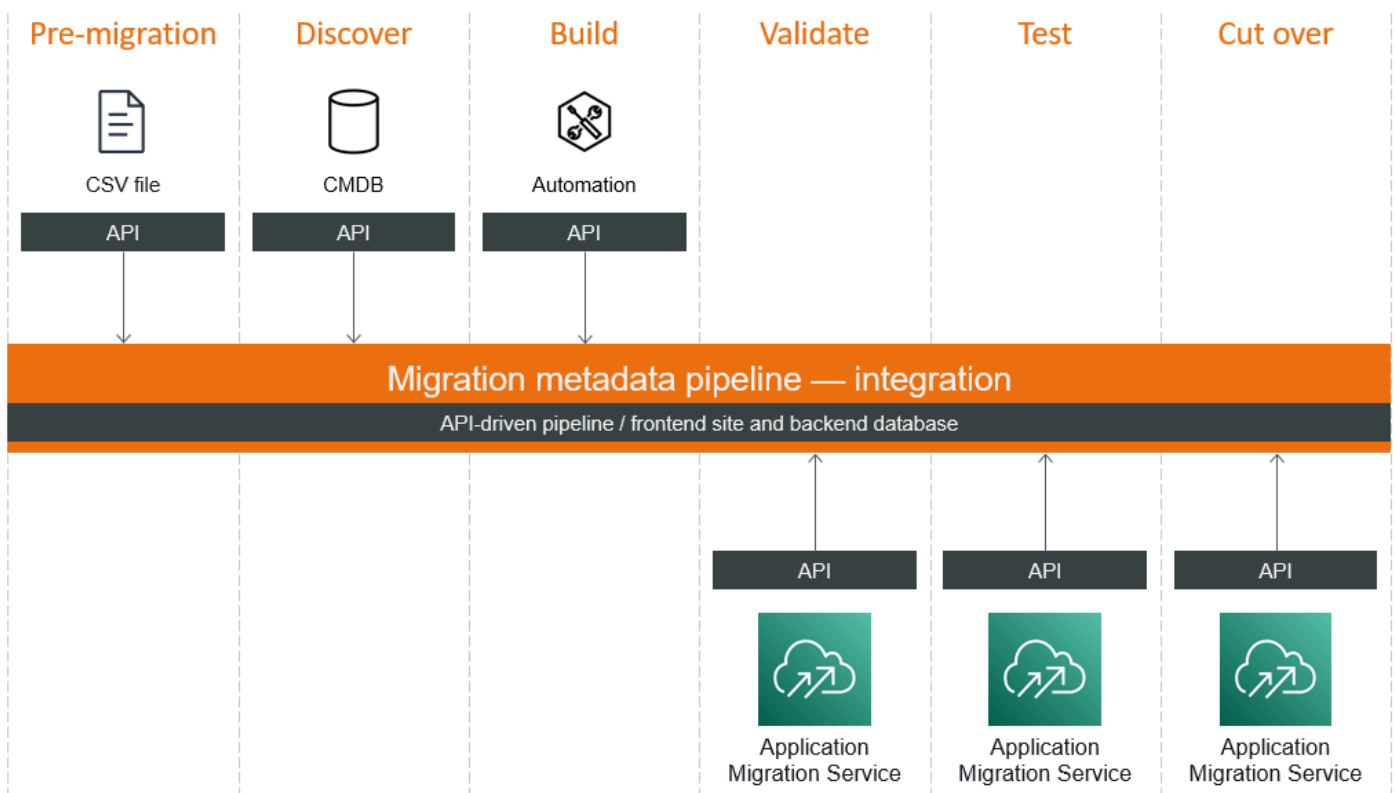 Pre-migration
Discover
Build
Validate
Test
Cut over
CSV file
CMDB
Automation
API
API
API
Migration metadata pipeline — integration
API-driven pipeline / frontend site and backend database
API
API
API
Application
Migration Service
Application
Migration Service
Application
Migration Service